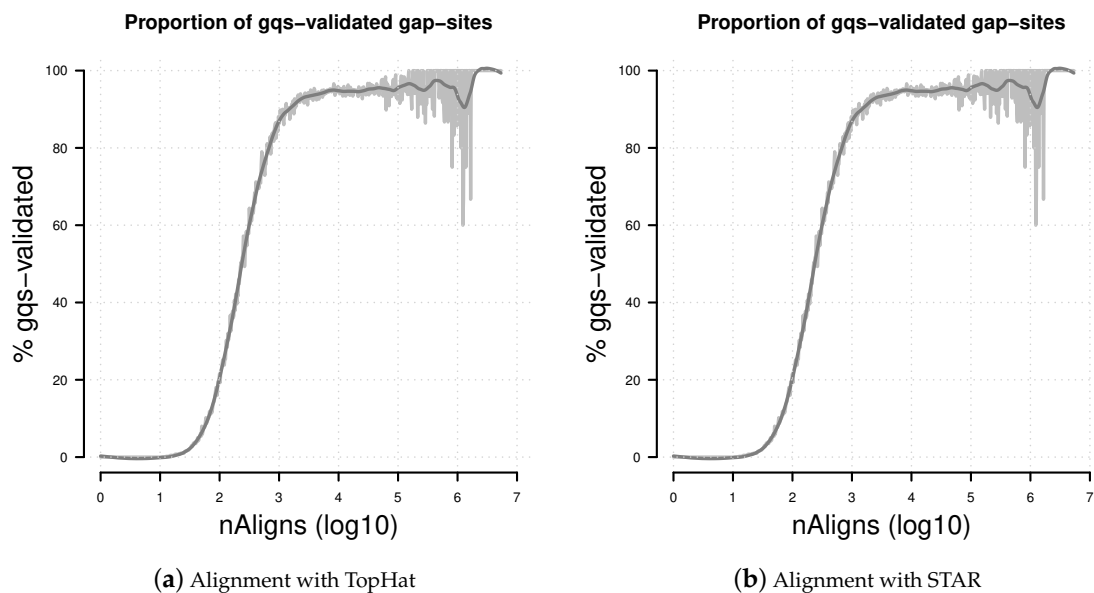 Proportion of gqs−validated gap−sites
% gqs−validated
100
80
60
40
20
0
0 1 2 3 4 5 6 7
nAligns (log10)
(a) Alignment with TopHat
Proportion of gqs−validated gap−sites
% gqs−validated
100
80
60
40
20
0
0 1 2 3 4 5 6 7
nAligns (log10)
(b) Alignment with STAR